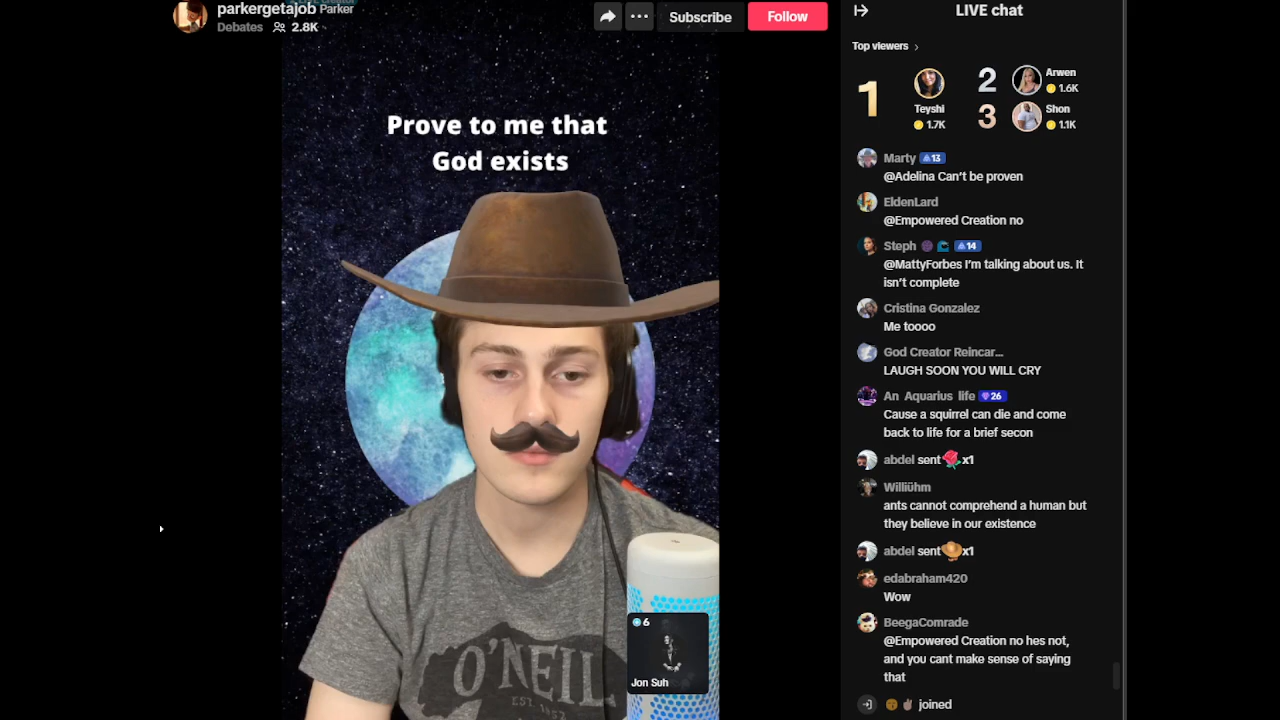 parkergetajob Parker
Debates 2.8K
Subscribe
Follow
Prove to me that
God exists
O'NEIL
EST. 1952
6
Jon Suh
LIVE chat
Top viewers
1
Teyshi
1.7K
2
Arwen
1.6K
3
Shon
1.1K
Marty 13
@Adelina Can't be proven
EldenLard
@Empowered Creation no
Steph 14
@MattyForbes I'm talking about us. It
isn't complete
Cristina Gonzalez
Me toooo
God Creator Reincar...
LAUGH SOON YOU WILL CRY
An Aquarius life 26
Cause a squirrel can die and come
back to life for a brief secon
abdel sent x1
Williühm
ants cannot comprehend a human but
they believe in our existence
abdel sent x1
edabraham420
Wow
BeegaComrade
@Empowered Creation no hes not,
and you cant make sense of saying
that
joined